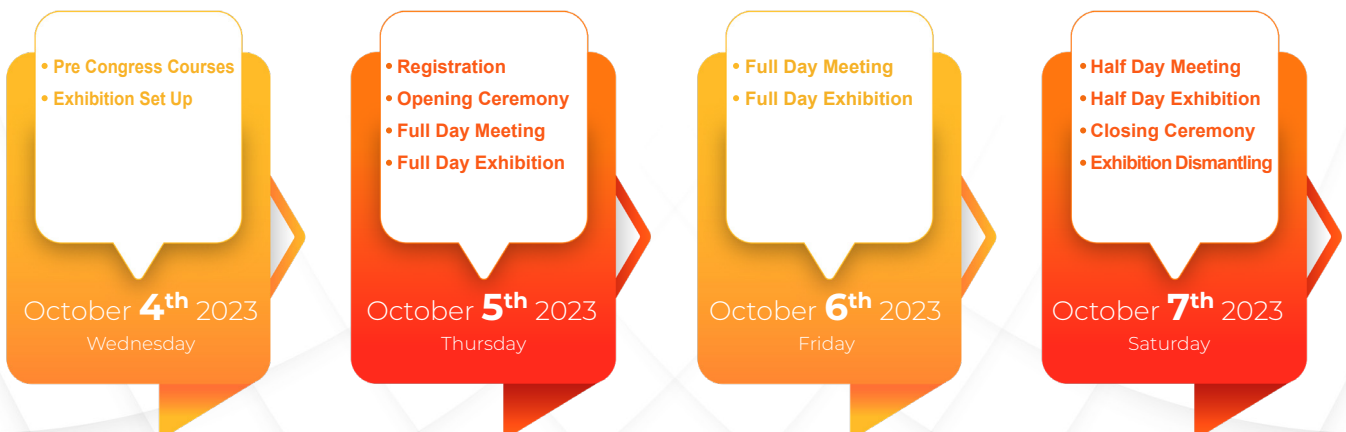 • Pre Congress Courses
• Exhibition Set Up
October 4th 2023
Wednesday
• Registration
• Opening Ceremony
• Full Day Meeting
• Full Day Exhibition
October 5th 2023
Thursday
• Full Day Meeting
• Full Day Exhibition
October 6th 2023
Friday
• Half Day Meeting
• Half Day Exhibition
• Closing Ceremony
• Exhibition Dismantling
October 7th 2023
Saturday